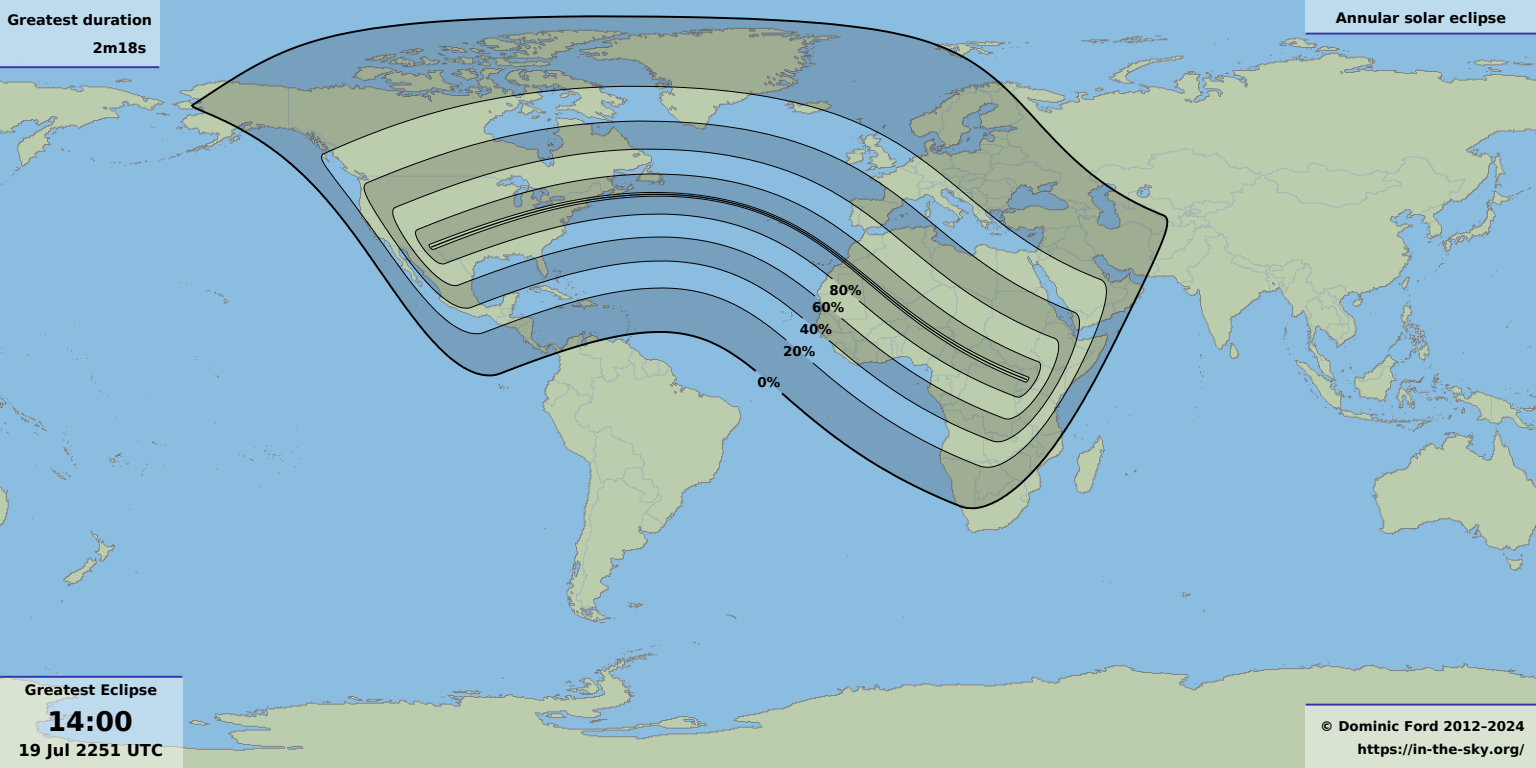 Greatest duration
2m18s
Annular solar eclipse
80%
60%
40%
20%
0%
Greatest Eclipse
14:00
19 Jul 2251 UTC
© Dominic Ford 2012–2024
https://in-the-sky.org/